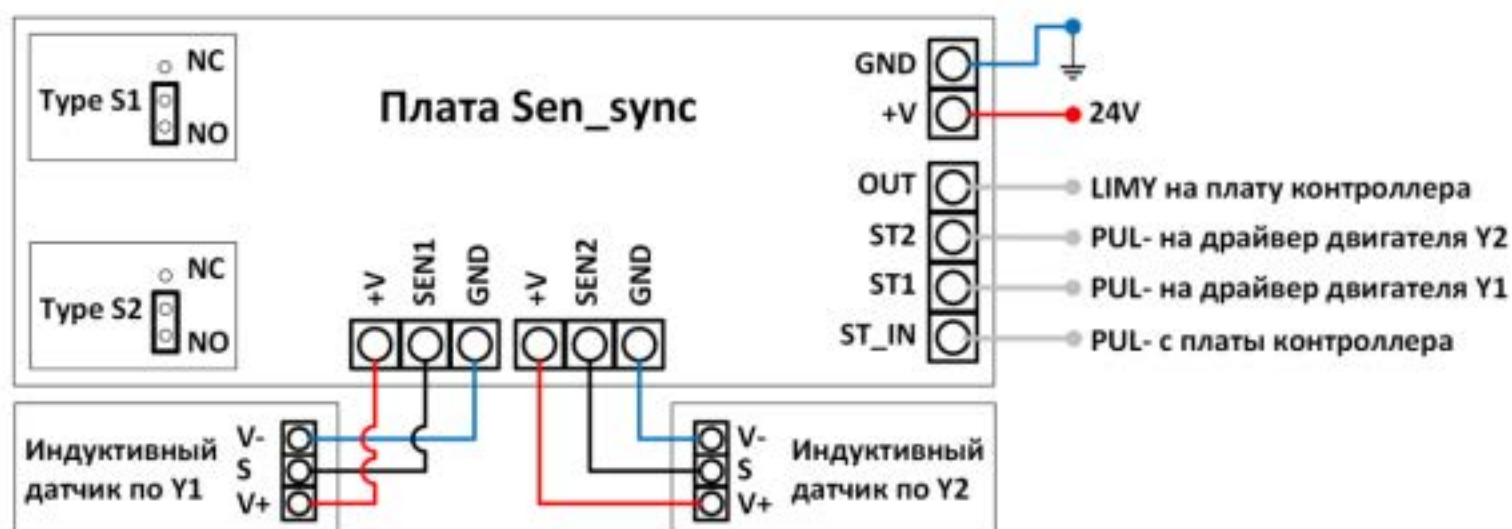 NC
Type S1
NO
Плата Sen_sync
GND
+V
24V
OUT
LIMY на плату контроллера
ST2
PUL- на драйвер двигателя Y2
ST1
PUL- на драйвер двигателя Y1
ST_IN
PUL- с платы контроллера
NC
Type S2
NO
+V
SEN1
GND
+V
SEN2
GND
Индуктивный
датчик по Y1
V-
S
V+
V-
S
V+
Индуктивный
датчик по Y2